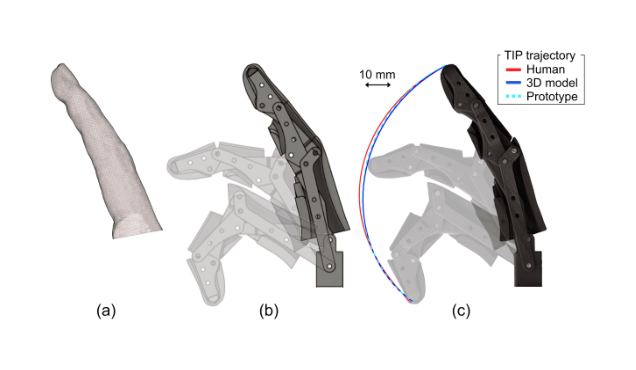 TIP trajectory
Human
3D model
Prototype
10 mm
(a)
(b)
(c)